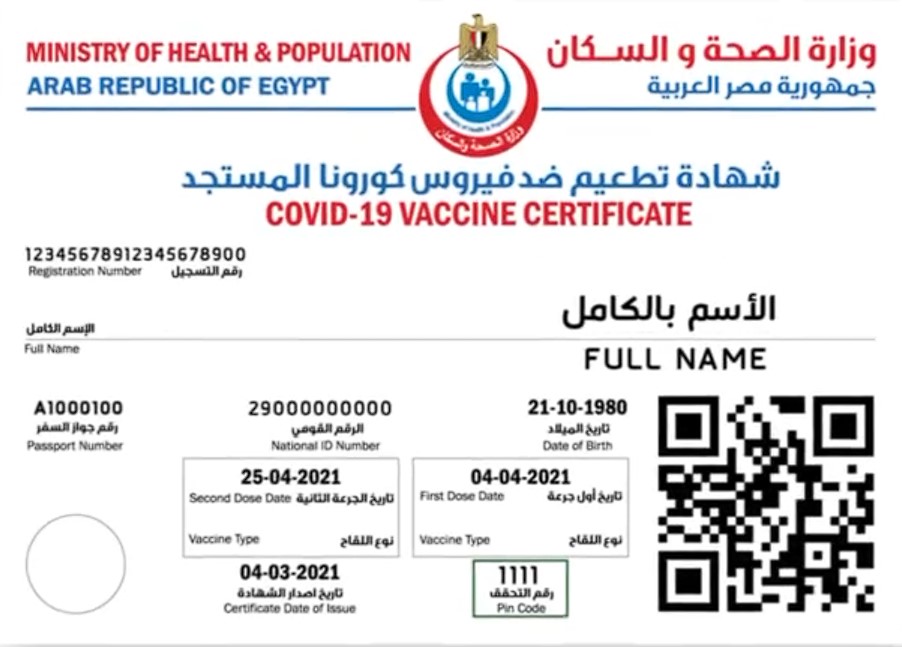 MINISTRY OF HEALTH & POPULATION
وزارة الصحة و السكان
ARAB REPUBLIC OF EGYPT
جمهورية مصر العربية
Ministry of Health & Population
وزارة الصحة والسكان
شهادة تطعيم ضد فيروس كورونا المستجد
COVID-19 VACCINE CERTIFICATE
12345678912345678900
Registration Number رقم التسجيل
الأسم بالكامل
الإسم الكامل
Full Name
FULL NAME
A1000100
رقم جواز السفر
Passport Number
29000000000
الرقم القومي
National ID Number
21-10-1980
تاريخ الميلاد
Date of Birth
25-04-2021
Second Dose Date تاريخ الجرعة الثانية
Vaccine Type نوع اللقاح
04-04-2021
First Dose Date تاريخ أول جرعة
Vaccine Type نوع اللقاح
04-03-2021
تاريخ اصدار الشهادة
Certificate Date of Issue
1111
رقم التحقق
Pin Code